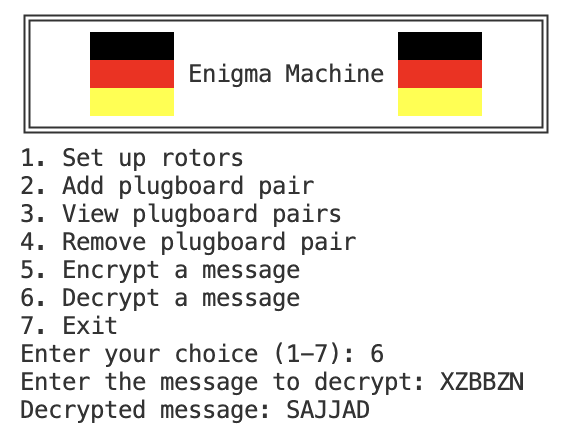 Enigma Machine
1. Set up rotors
2. Add plugboard pair
3. View plugboard pairs
4. Remove plugboard pair
5. Encrypt a message
6. Decrypt a message
7. Exit
Enter your choice (1–7): 6
Enter the message to decrypt: XZBBZN
Decrypted message: SAJJAD